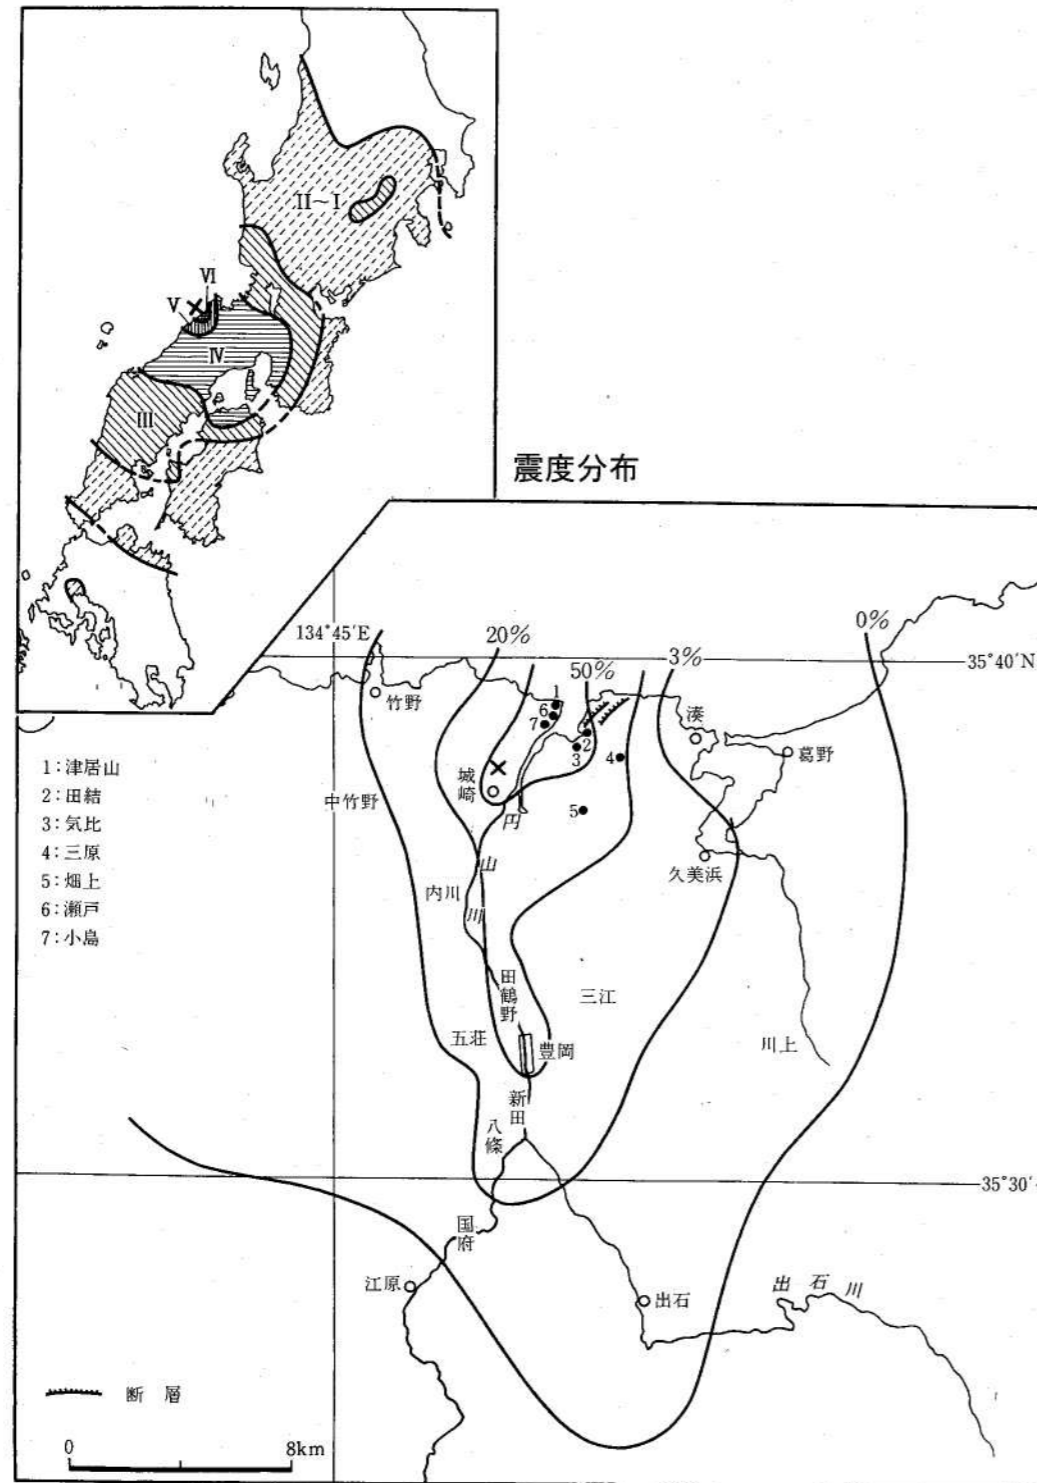 II～I
VI
V
IV
III
震度分布
134°45′E
20%
50%
3%
0%
35°40′N
竹野
湊
葛野
城崎
中竹野
久美浜
1
6
7
2
3
4
5
1:津居山
2:田結
3:気比
4:三原
5:畑上
6:瀬戸
7:小島
円山川
内川
田鶴野
三江
五荘
豊岡
川上
新田
八條
35°30′
国府
江原
出石
出石川
断層
0
8km